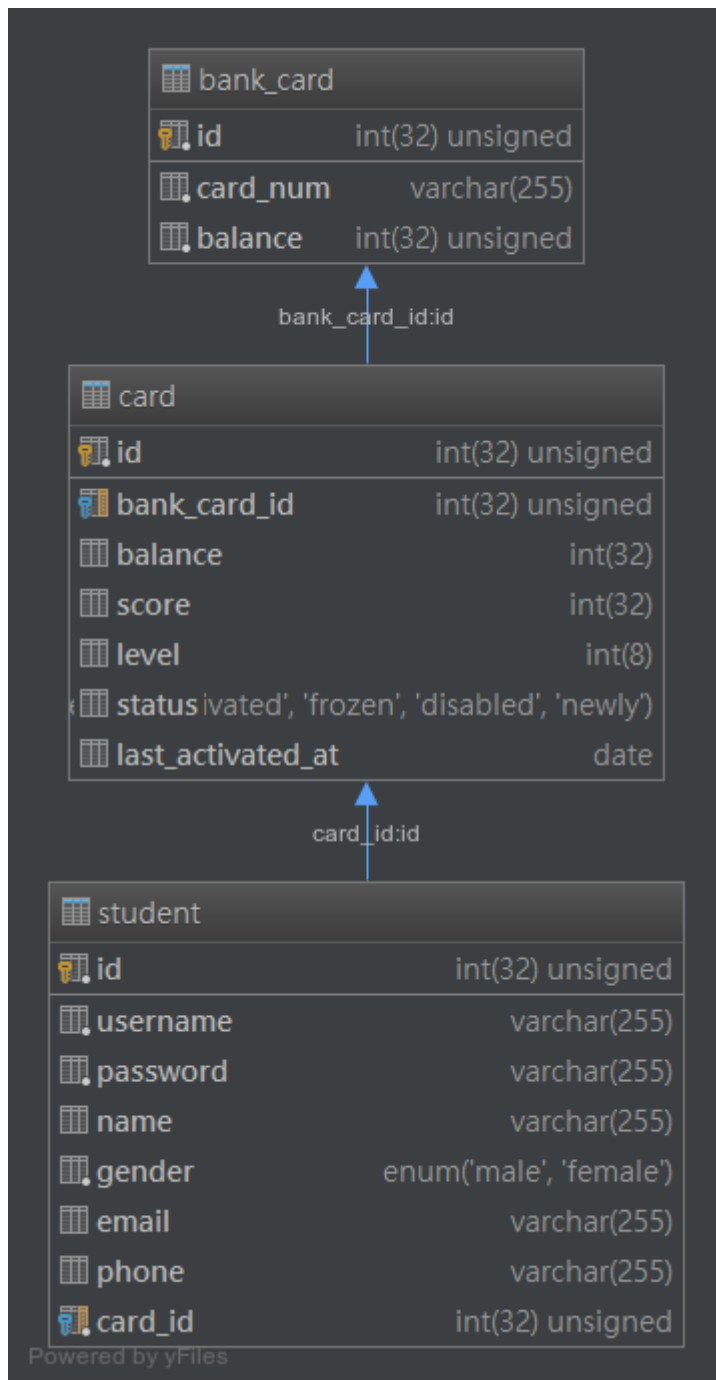 bank_card
id int(32) unsigned
card_num varchar(255)
balance int(32) unsigned
bank_card_id:id
card
id int(32) unsigned
bank_card_id int(32) unsigned
balance int(32)
score int(32)
level int(8)
status ivated', 'frozen', 'disabled', 'newly')
last_activated_at date
card_id:id
student
id int(32) unsigned
username varchar(255)
password varchar(255)
name varchar(255)
gender enum('male', 'female')
email varchar(255)
phone varchar(255)
card_id int(32) unsigned
Powered by yFiles